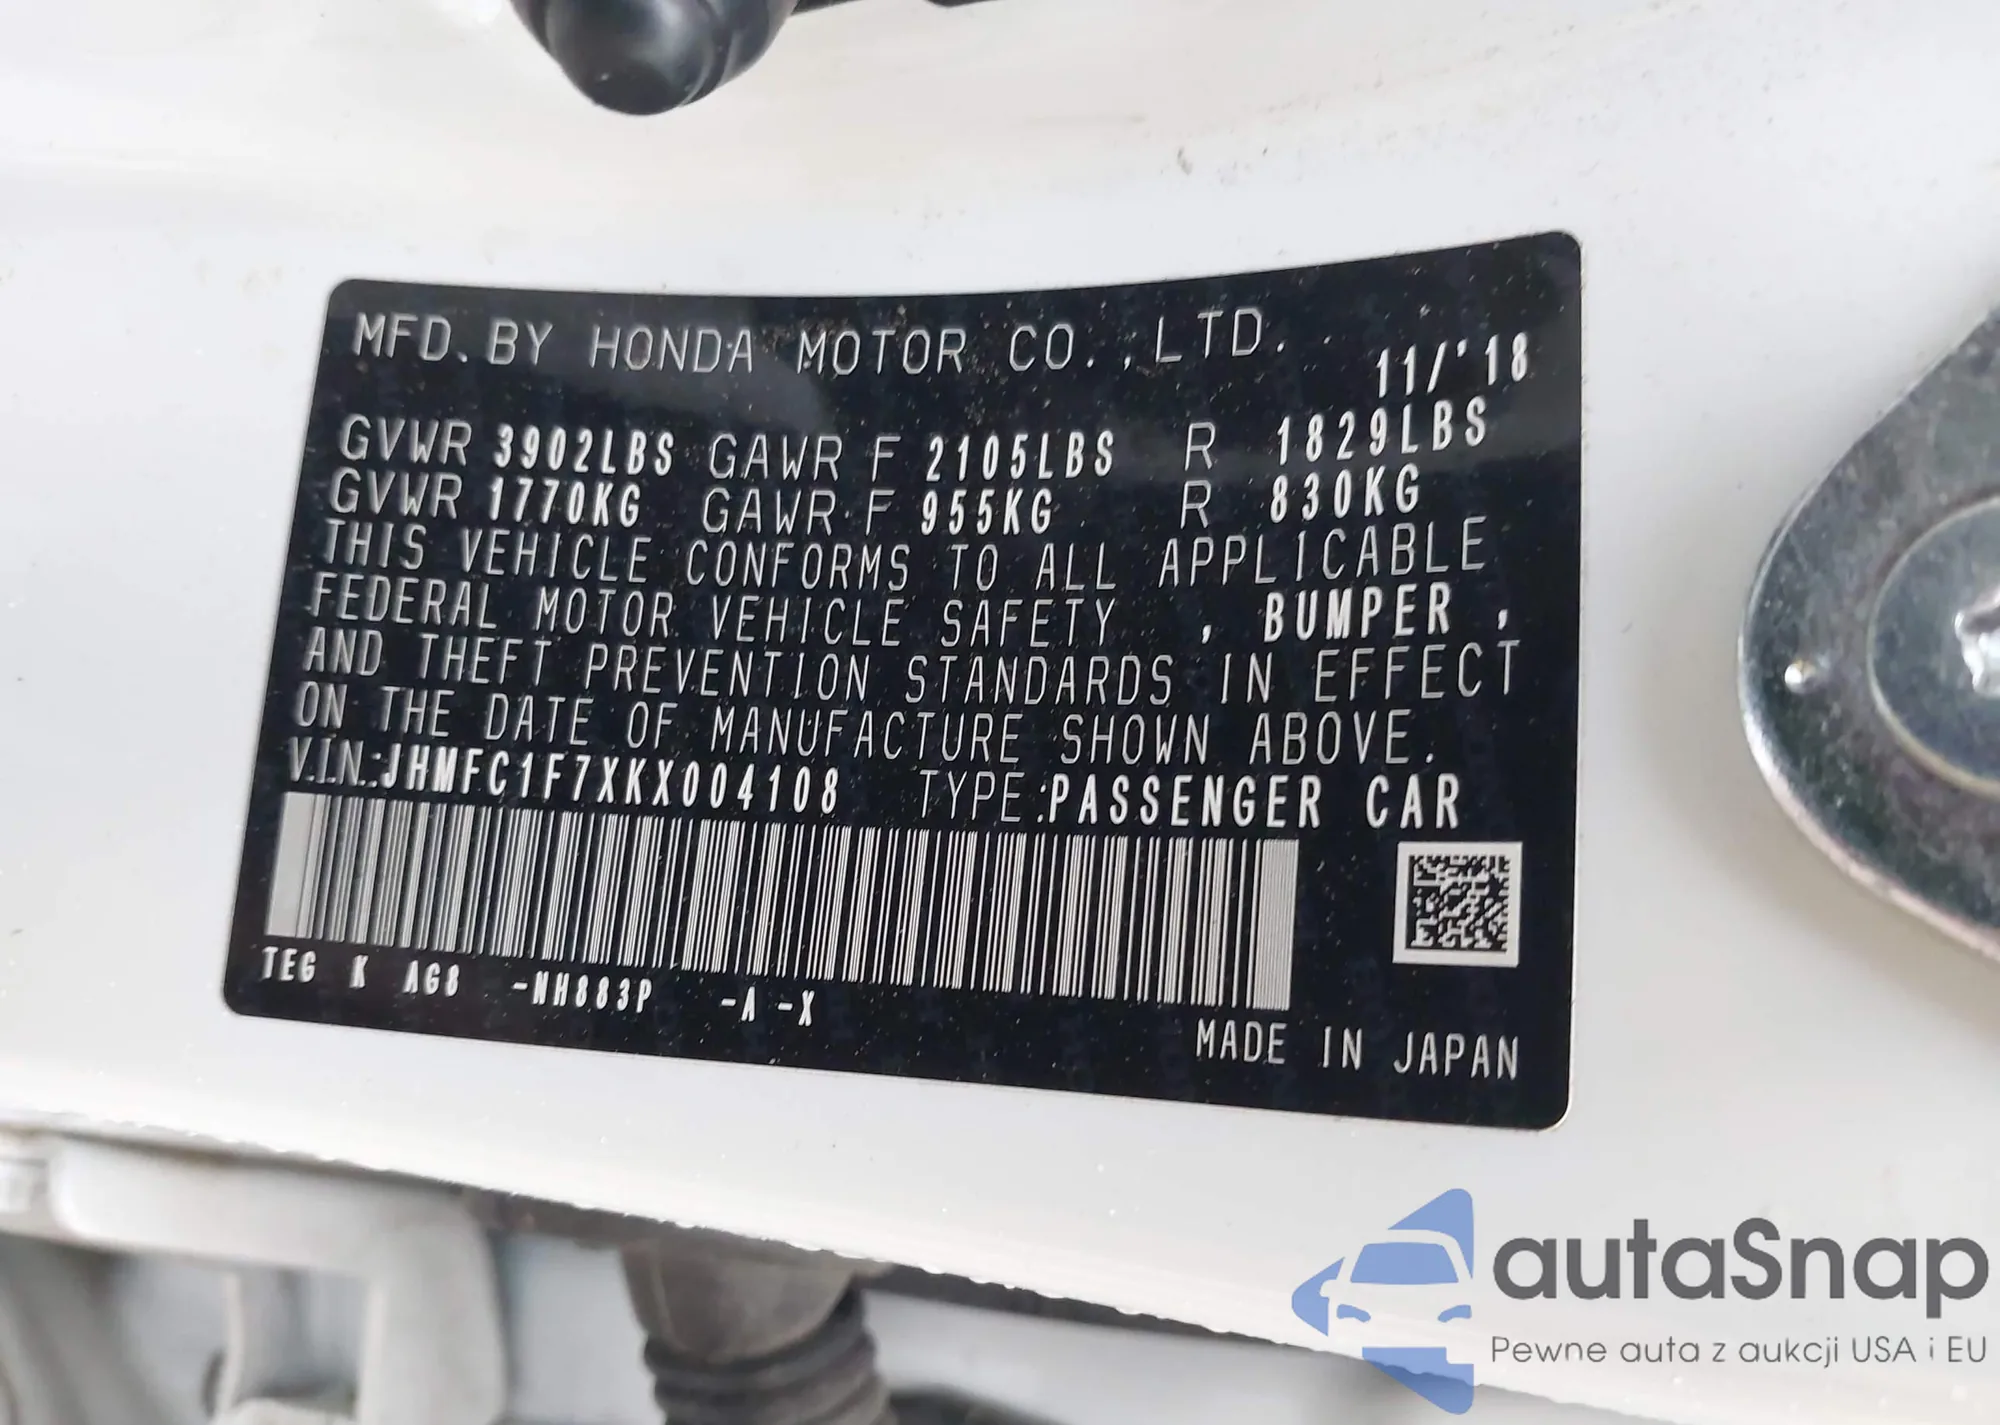 MFD. BY HONDA MOTOR CO., LTD. 11/'18
GVWR 3902LBS GAWR F 2105LBS R 1829LBS
GVWR 1770KG GAWR F 955KG R 830KG
THIS VEHICLE CONFORMS TO ALL APPLICABLE
FEDERAL MOTOR VEHICLE SAFETY , BUMPER ,
AND THEFT PREVENTION STANDARDS IN EFFECT
ON THE DATE OF MANUFACTURE SHOWN ABOVE.
V.I.N.:JHMFC1F7XKX004108 TYPE:PASSENGER CAR
TEG K AG8 -NH883P -A -X
MADE IN JAPAN
autaSnap
Pewne auta z aukcji USA i EU